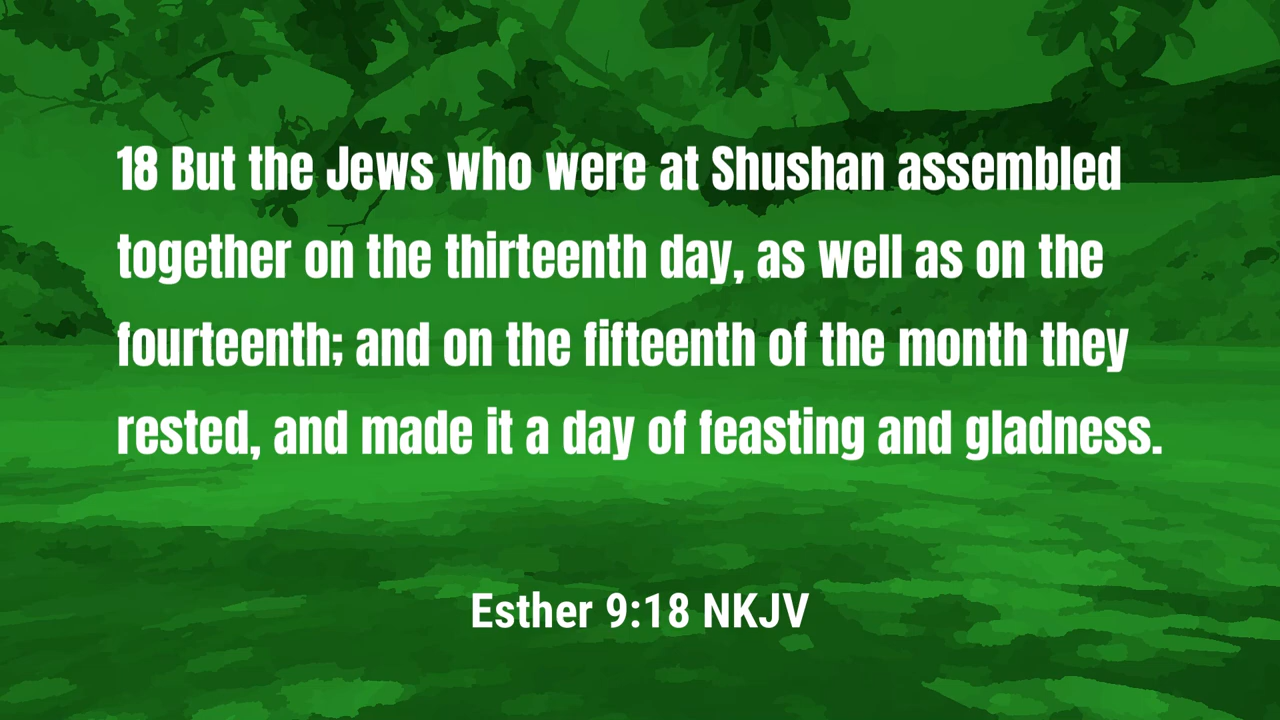 18 But the Jews who were at Shushan assembled
together on the thirteenth day, as well as on the
fourteenth; and on the fifteenth of the month they
rested, and made it a day of feasting and gladness.
Esther 9:18 NKJV